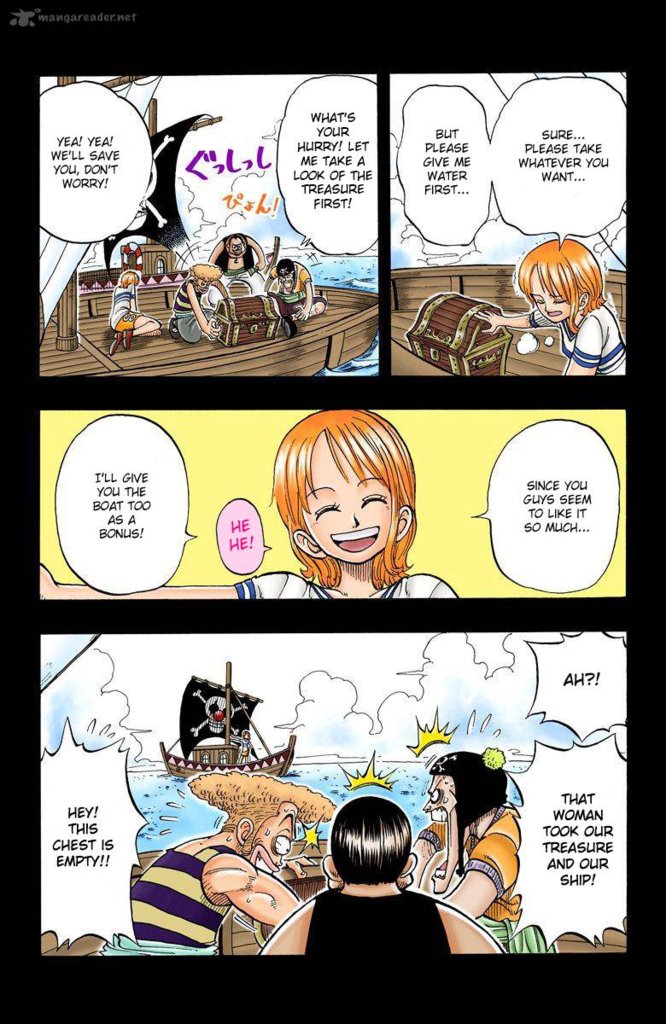 mangareader.net
SURE...
PLEASE TAKE
WHATEVER YOU
WANT...
BUT
PLEASE
GIVE ME
WATER
FIRST...
WHAT'S
YOUR
HURRY! LET
ME TAKE A
LOOK OF THE
TREASURE
FIRST!
ぐっしっし
ぴょん!
YEA! YEA!
WE'LL SAVE
YOU, DON'T
WORRY!
SINCE YOU
GUYS SEEM
TO LIKE IT
SO MUCH...
HE
HE!
I'LL GIVE
YOU THE
BOAT TOO
AS A
BONUS!
AH?!
THAT
WOMAN
TOOK OUR
TREASURE
AND OUR
SHIP!
HEY!
THIS
CHEST IS
EMPTY!!